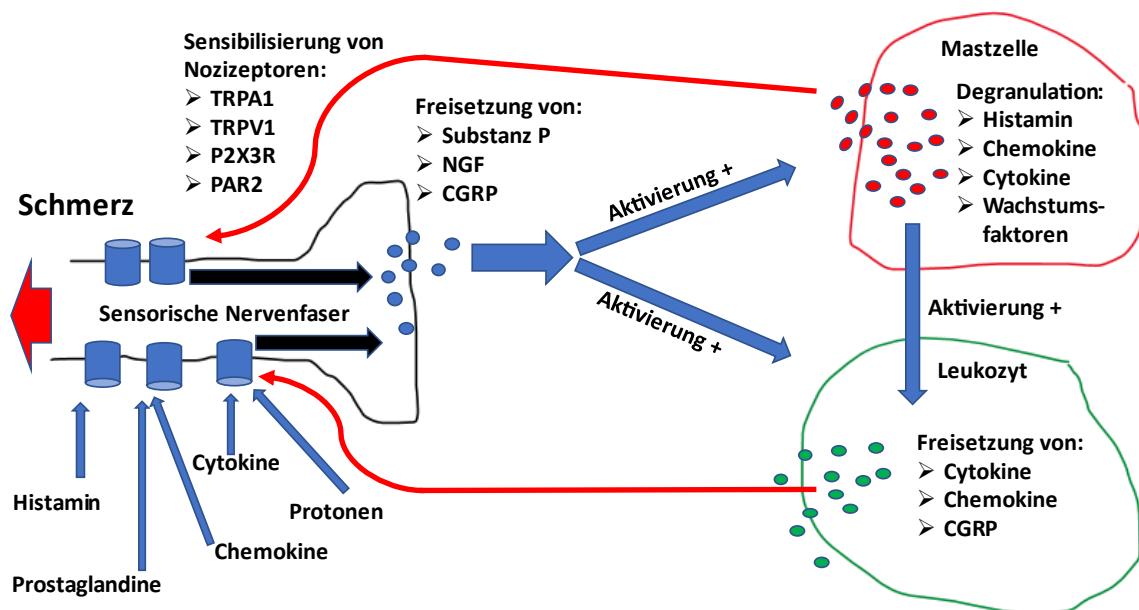 Sensibilisierung von
Nozizeptoren:
➢ TRPA1
➢ TRPV1
➢ P2X3R
➢ PAR2
Freisetzung von:
➢ Substanz P
➢ NGF
➢ CGRP
Mastzelle
Degranulation:
➢ Histamin
➢ Chemokine
➢ Cytokine
➢ Wachstums-
faktoren
Schmerz
Sensorische Nervenfaser
Aktivierung +
Aktivierung +
Aktivierung +
Leukozyt
Freisetzung von:
➢ Cytokine
➢ Chemokine
➢ CGRP
Cytokine
Histamin
Protonen
Chemokine
Prostaglandine